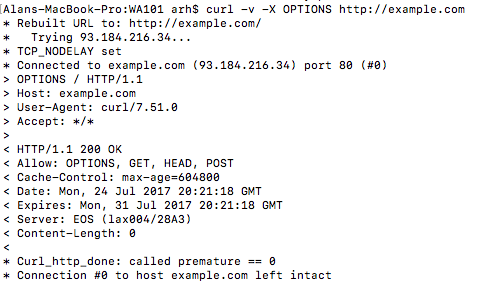 [Alans-MacBook-Pro:WA101 arh$ curl -v -X OPTIONS http://example.com
* Rebuilt URL to: http://example.com/
*   Trying 93.184.216.34...
* TCP_NODELAY set
* Connected to example.com (93.184.216.34) port 80 (#0)
> OPTIONS / HTTP/1.1
> Host: example.com
> User-Agent: curl/7.51.0
> Accept: */*
>
< HTTP/1.1 200 OK
< Allow: OPTIONS, GET, HEAD, POST
< Cache-Control: max-age=604800
< Date: Mon, 24 Jul 2017 20:21:18 GMT
< Expires: Mon, 31 Jul 2017 20:21:18 GMT
< Server: EOS (lax004/28A3)
< Content-Length: 0
<
* Curl_http_done: called premature == 0
* Connection #0 to host example.com left intact